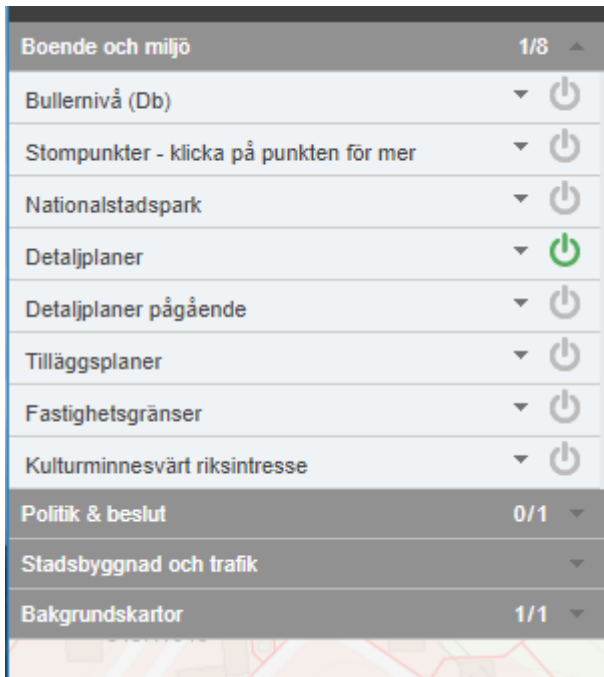 Boende och miljö 1/8
Bullernivå (Db)
Stompunkter - klicka på punkten för mer
Nationalstadspark
Detaljplaner
Detaljplaner pågående
Tilläggsplaner
Fastighetsgränser
Kulturminnesvärt riksintresse
Politik & beslut 0/1
Stadsbyggnad och trafik
Bakgrundskartor 1/1